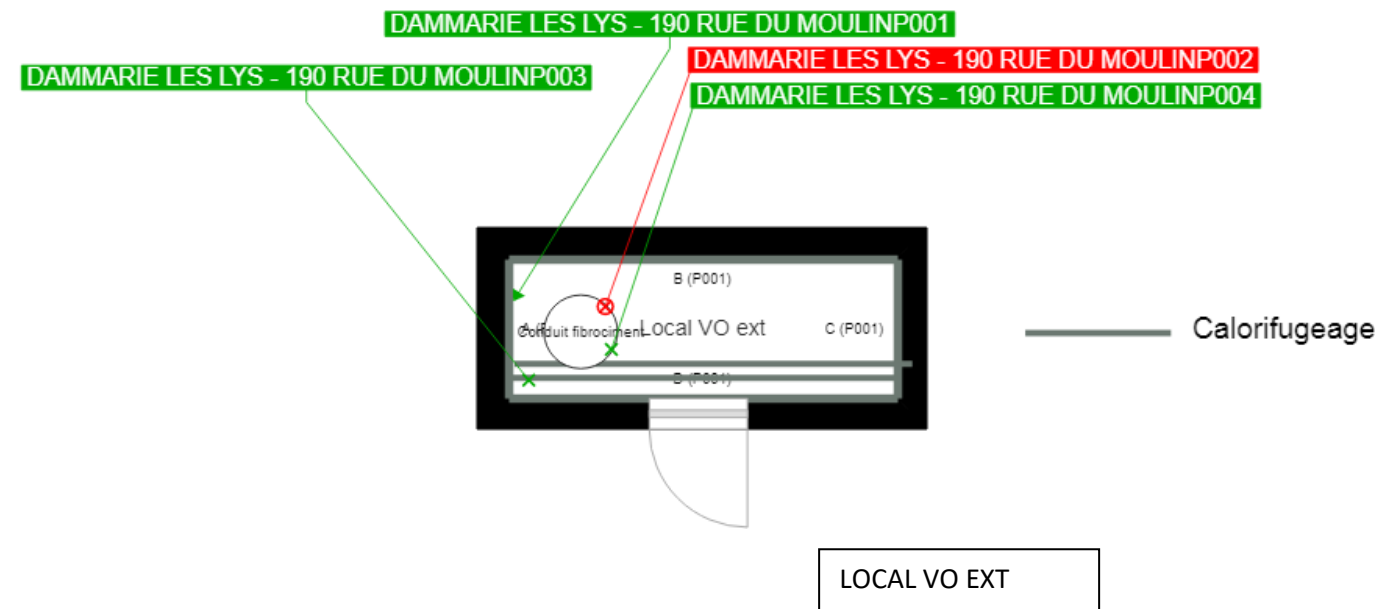 DAMMARIE LES LYS - 190 RUE DU MOULINP001
DAMMARIE LES LYS - 190 RUE DU MOULINP002
DAMMARIE LES LYS - 190 RUE DU MOULINP003
DAMMARIE LES LYS - 190 RUE DU MOULINP004
B (P001)
Conduit fibrociment
Local VO ext
C (P001)
Calorifugeage
D (P001)
LOCAL VO EXT